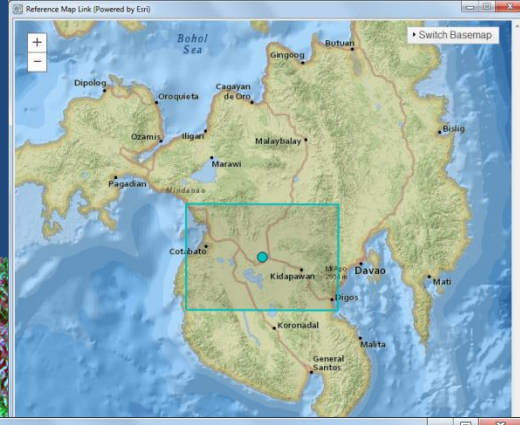 Reference Map Link (Powered by Esri)
+
Switch Basemap
−
Bohol
Sea
Butuan
Gingoog
Dipolog
Cagayan
de Oro
Oroquieta
Bislig
Ozamis
Iligan
Malaybalay
Marawi
Pagadian
Mindanao
Cotabato
Kidapawan
Davao
Mati
Digos
Koronadal
Malita
General
Santos